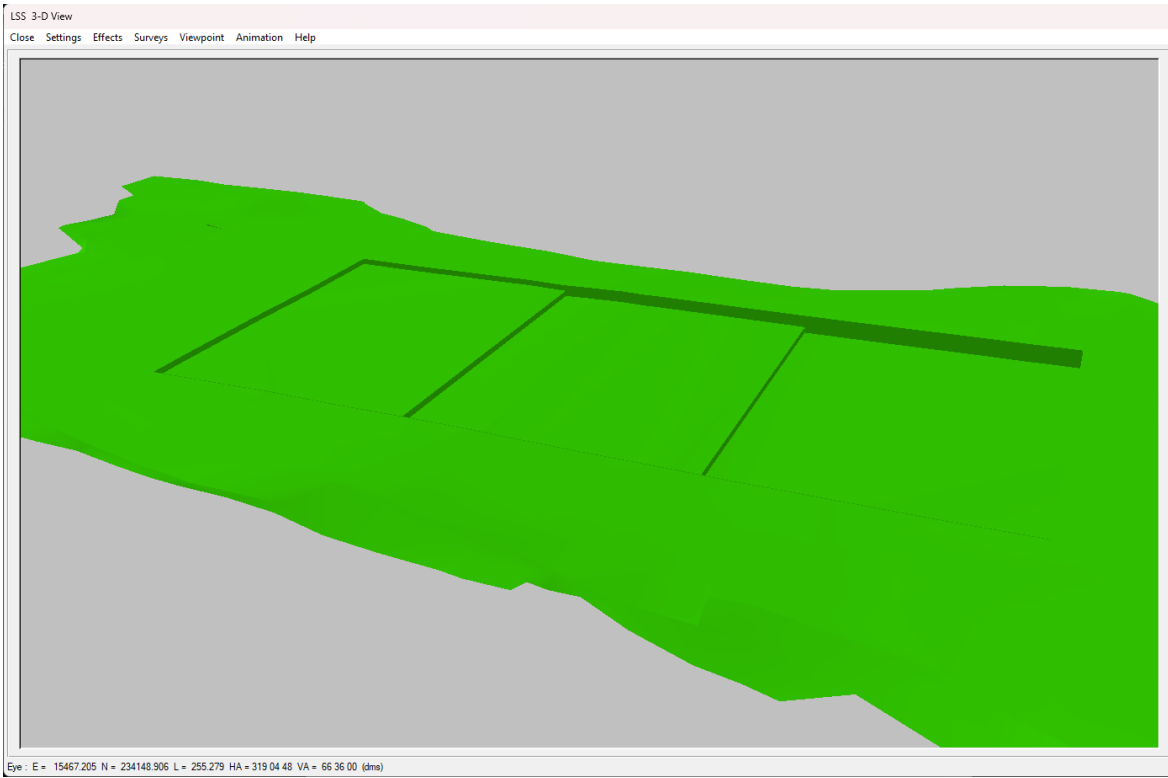 LSS 3-D View
Close Settings Effects Surveys Viewpoint Animation Help
Eye : E = 15467.205 N = 234148.906 L = 255.279 HA = 319 04 48 VA = 66 36 00 (dms)